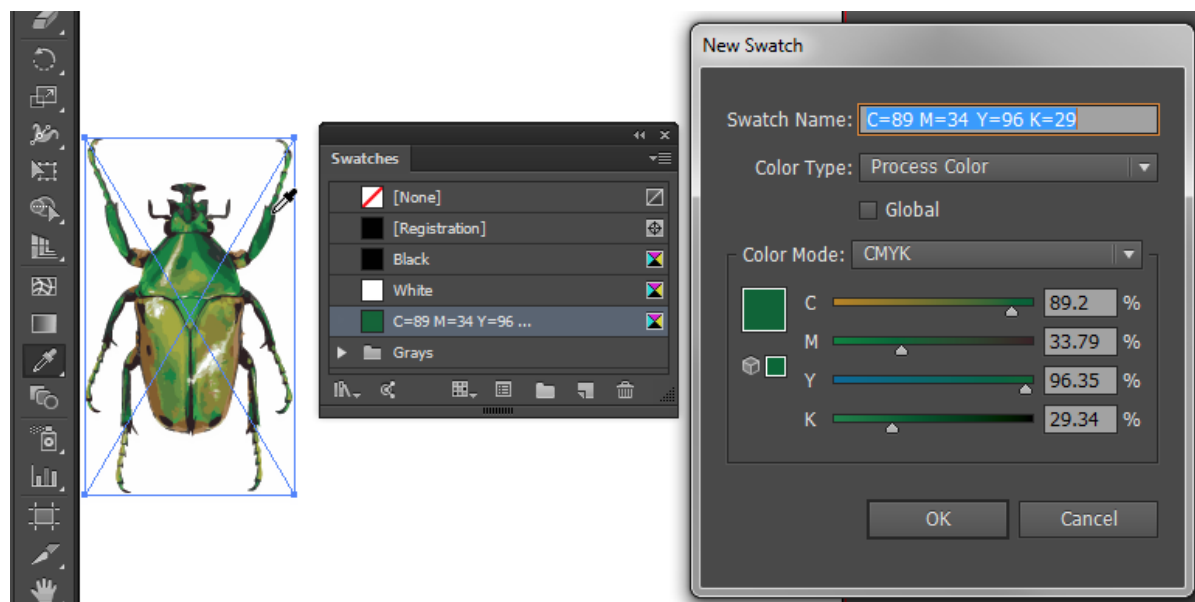 Swatches
[None]
[Registration]
Black
White
C=89 M=34 Y=96 ...
Grays
New Swatch
Swatch Name: C=89 M=34 Y=96 K=29
Color Type: Process Color
Global
Color Mode: CMYK
C 89.2 %
M 33.79 %
Y 96.35 %
K 29.34 %
OK Cancel